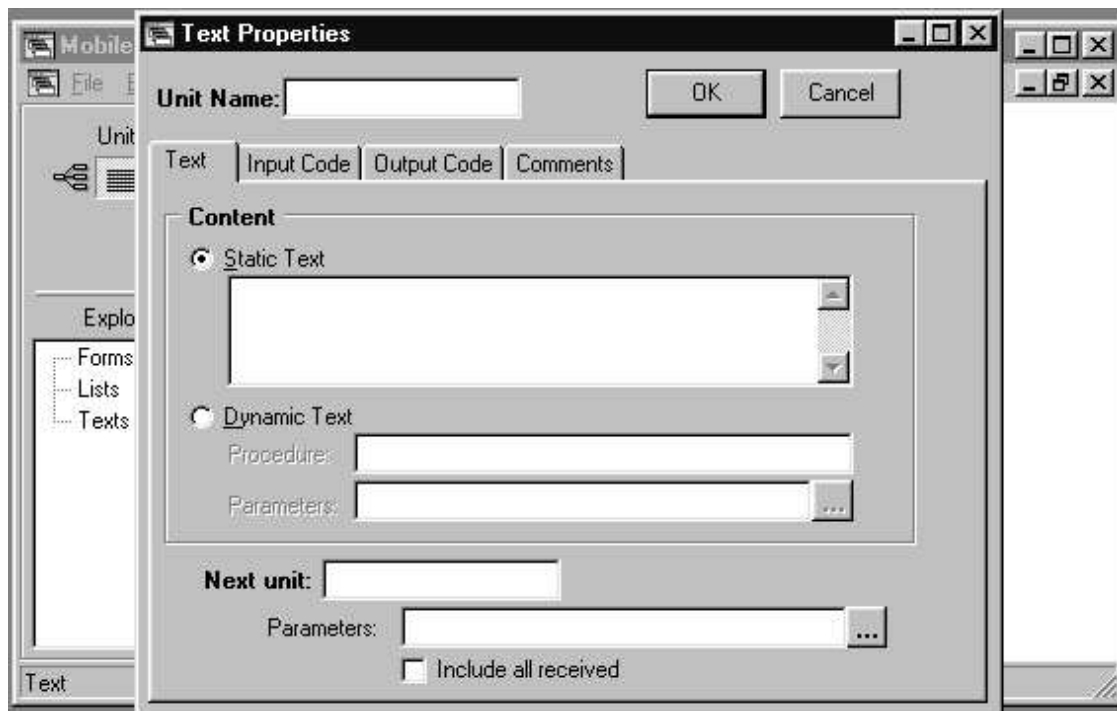 Text Properties
Mobile
File
Unit Name:
OK
Cancel
Unit
Text
Input Code
Output Code
Comments
Content
Static Text
Explo
Forms
Lists
Texts
Dynamic Text
Procedure:
Parameters:
...
Next unit:
Parameters:
...
Include all received
Text